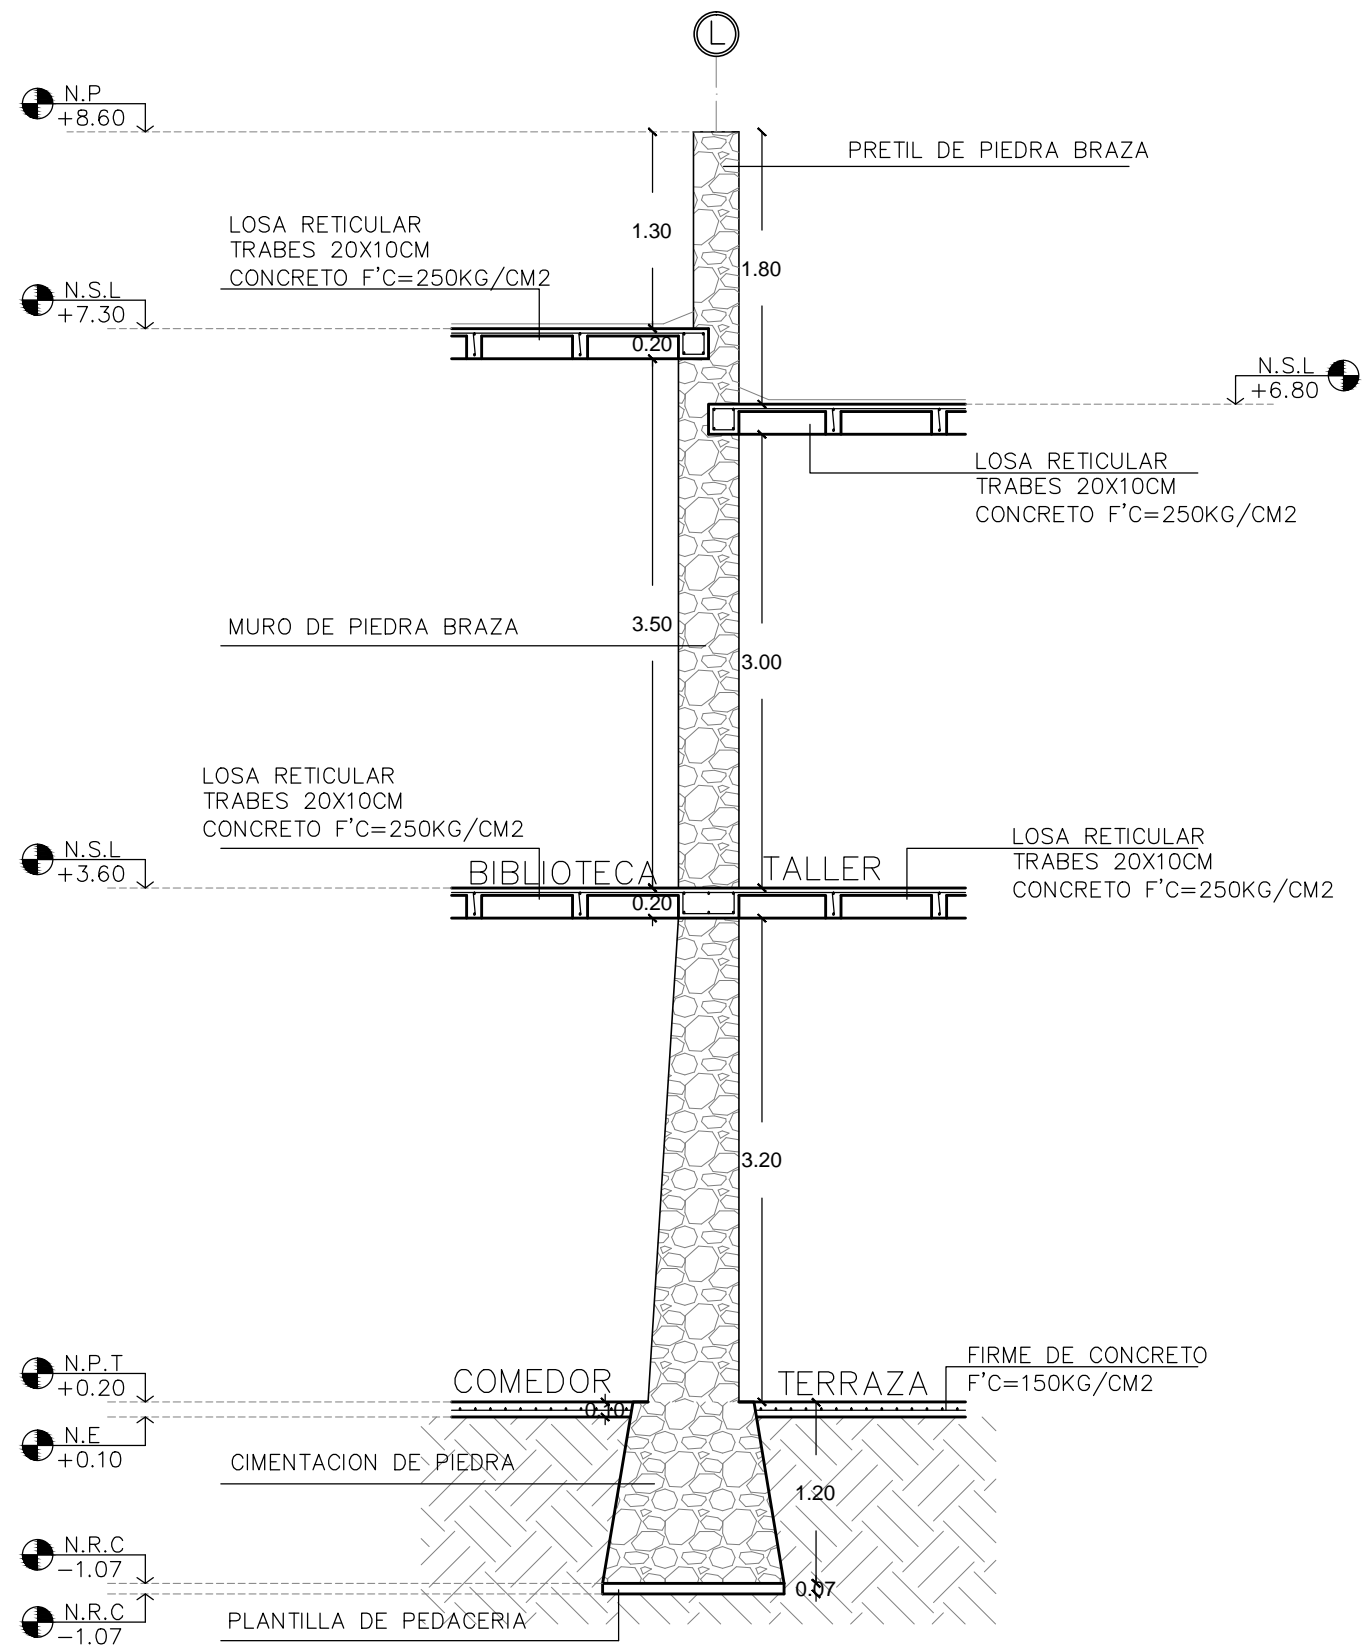 L
N.P
+8.60
PRETIL DE PIEDRA BRAZA
LOSA RETICULAR
TRABES 20X10CM
CONCRETO F'C=250KG/CM2
1.30
1.80
N.S.L
+7.30
0.20
N.S.L
+6.80
LOSA RETICULAR
TRABES 20X10CM
CONCRETO F'C=250KG/CM2
MURO DE PIEDRA BRAZA
3.50
3.00
LOSA RETICULAR
TRABES 20X10CM
CONCRETO F'C=250KG/CM2
LOSA RETICULAR
TRABES 20X10CM
CONCRETO F'C=250KG/CM2
N.S.L
+3.60
BIBLIOTECA
TALLER
0.20
3.20
N.P.T
+0.20
COMEDOR
TERRAZA
FIRME DE CONCRETO
F'C=150KG/CM2
0.10
N.E
+0.10
CIMENTACION DE PIEDRA
1.20
N.R.C
-1.07
0.07
N.R.C
-1.07
PLANTILLA DE PEDACERIA